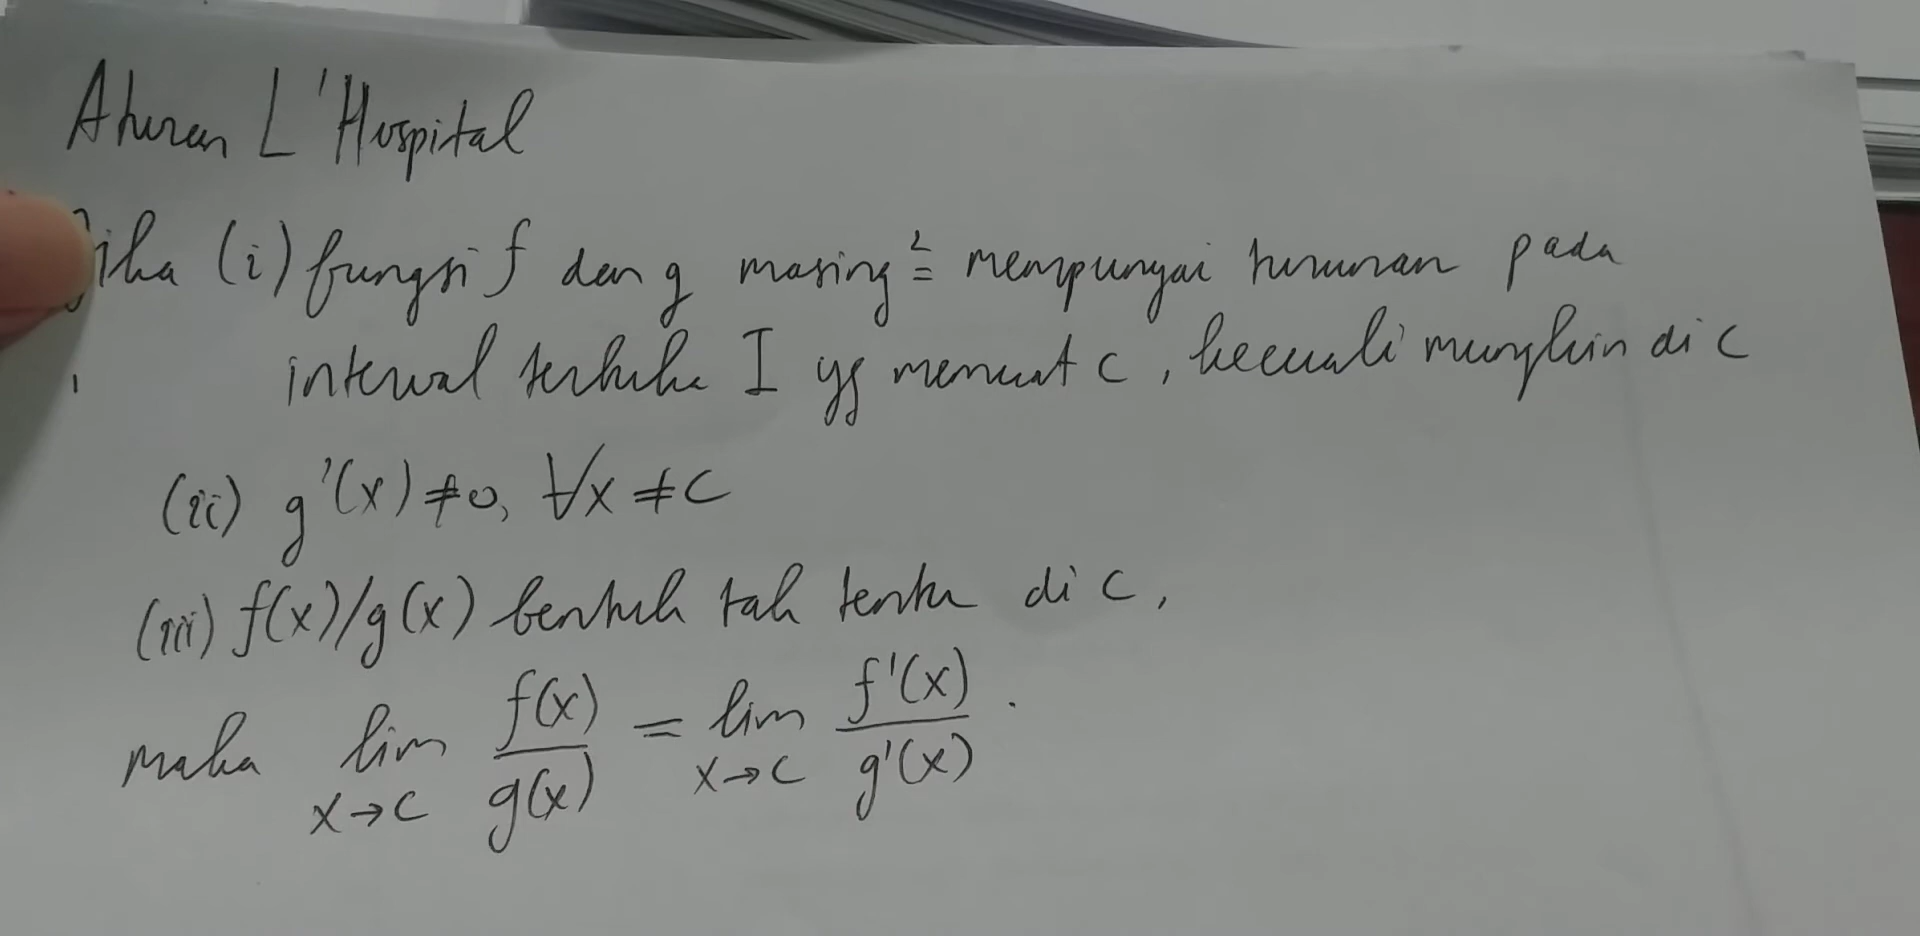 Aturan L'Hospital
Jika (i) fungsi f dan g masing² mempunyai turunan pada
interval terbuka I yg memuat c, kecuali mungkin di c
(ii) g'(x) ≠ 0, ∀x ≠ c
(iii) f(x)/g(x) bentuk tak tentu di c,
maka lim x→c f(x)/g(x) = lim x→c f'(x)/g'(x).